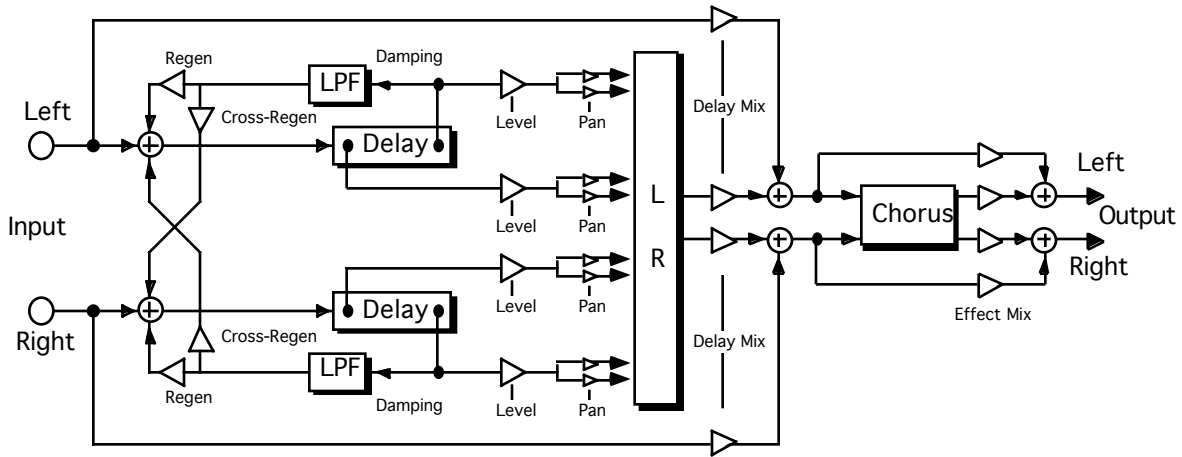 Regen
LPF
Damping
Left
Cross-Regen
Delay
Level
Pan
Delay Mix
Level
Pan
L
R
Input
Left
Output
Right
Chorus
Effect Mix
Level
Pan
Delay
Right
Cross-Regen
LPF
Regen
Damping
Level
Pan
Delay Mix